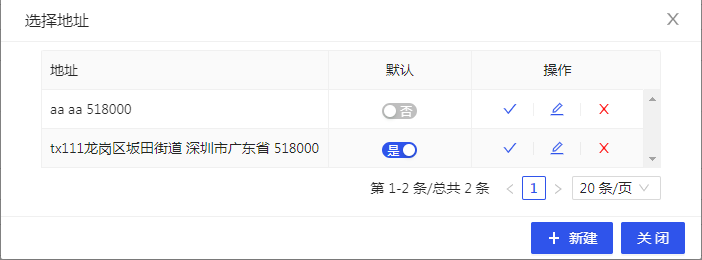 选择地址
地址 默认 操作
aa aa 518000 否
tx111龙岗区坂田街道 深圳市广东省 518000 是
第 1-2 条/总共 2 条 1 20 条/页
新建 关 闭